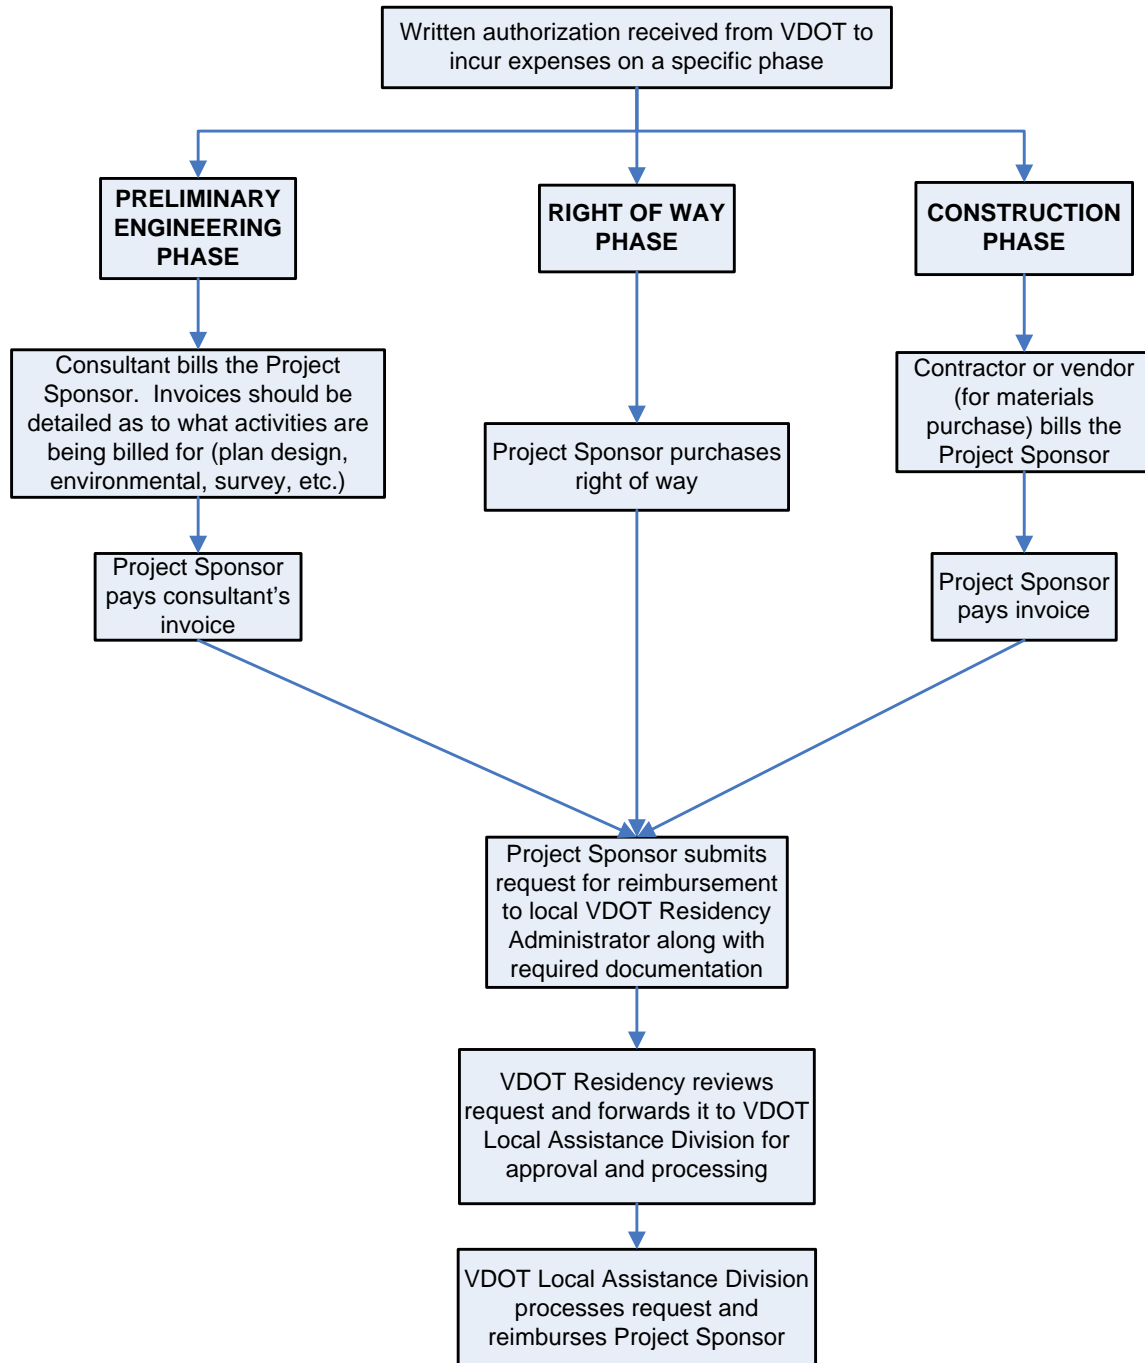 Written authorization received from VDOT to
incur expenses on a specific phase
PRELIMINARY
ENGINEERING
PHASE
RIGHT OF WAY
PHASE
CONSTRUCTION
PHASE
Consultant bills the Project
Sponsor.  Invoices should be
detailed as to what activities are
being billed for (plan design,
environmental, survey, etc.)
Project Sponsor purchases
right of way
Contractor or vendor
(for materials
purchase) bills the
Project Sponsor
Project Sponsor
pays consultant’s
invoice
Project Sponsor
pays invoice
Project Sponsor submits
request for reimbursement
to local VDOT Residency
Administrator along with
required documentation
VDOT Residency reviews
request and forwards it to VDOT
Local Assistance Division for
approval and processing
VDOT Local Assistance Division
processes request and
reimburses Project Sponsor